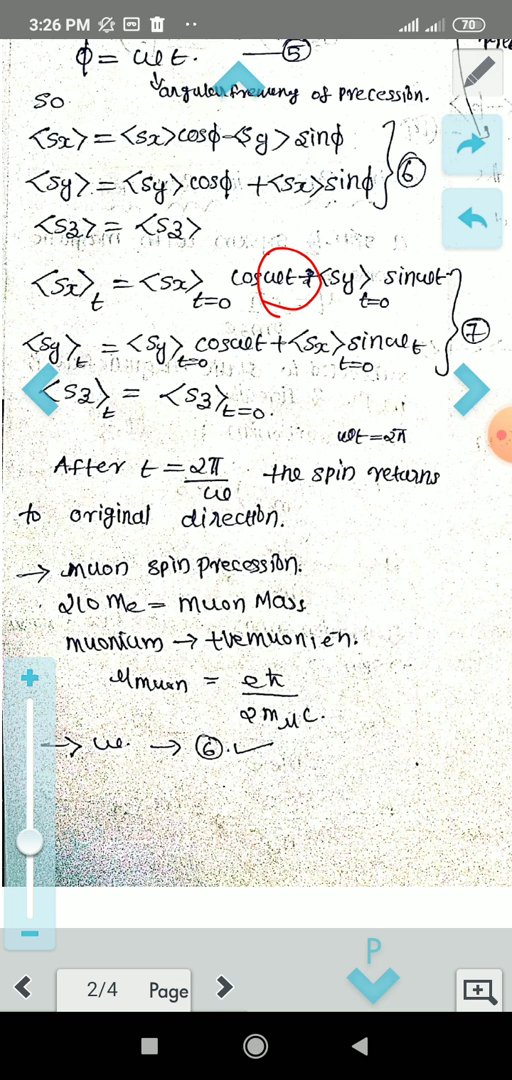 3:26 PM
70
φ = ωt. — ⑤
angular frequency of precession.
so
<Sx> = <Sx>cosφ-<Sy>sinφ
<Sy> = <Sy>cosφ +<Sx>sinφ } ⑥
<Sz> = <Sz>
<Sx>t = <Sx>t=0 cosωt-<Sy>t=0 sinωt
<Sy>t = <Sy>t=0 cosωt+<Sx>t=0 sinωt } ⑦
<Sz>t = <Sz>t=0.
ωt=2π
After t = 2π/ω the spin returns
to original direction.
→ muon spin precession.
210 Me = muon Mass
muonium → +ve muon ion.
μmuon = eħ/2mμc.
→ ω. → ⑥. ✓
P
2/4 Page